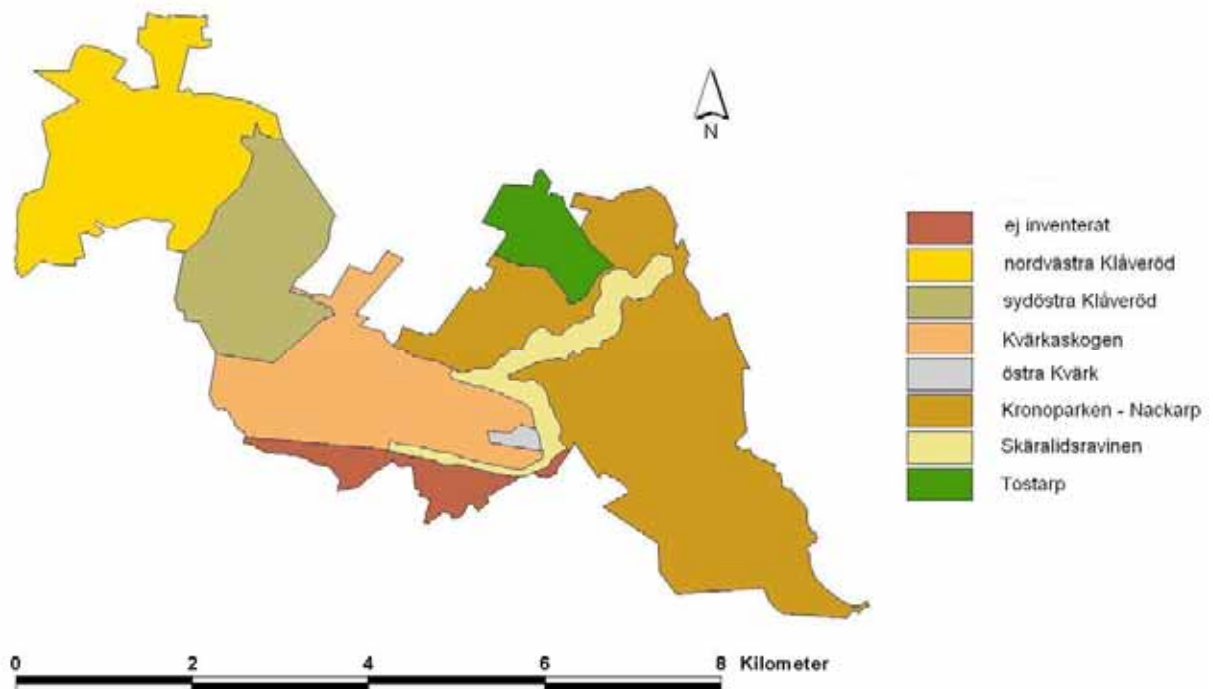 N
ej inventerat
nordvästra Klåveröd
sydöstra Klåveröd
Kvärkaskogen
östra Kvärk
Kronoparken - Nackarp
Skäralidsravinen
Tostarp
0 2 4 6 8 Kilometer